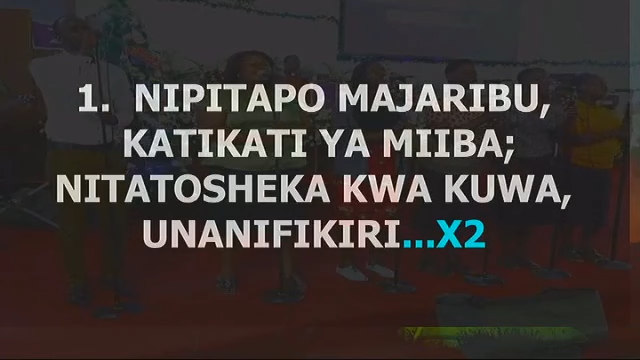 1. NIPITAPO MAJARIBU,
KATIKATI YA MIIBA;
NITATOSHEKA KWA KUWA,
UNANIFIKIRI...X2